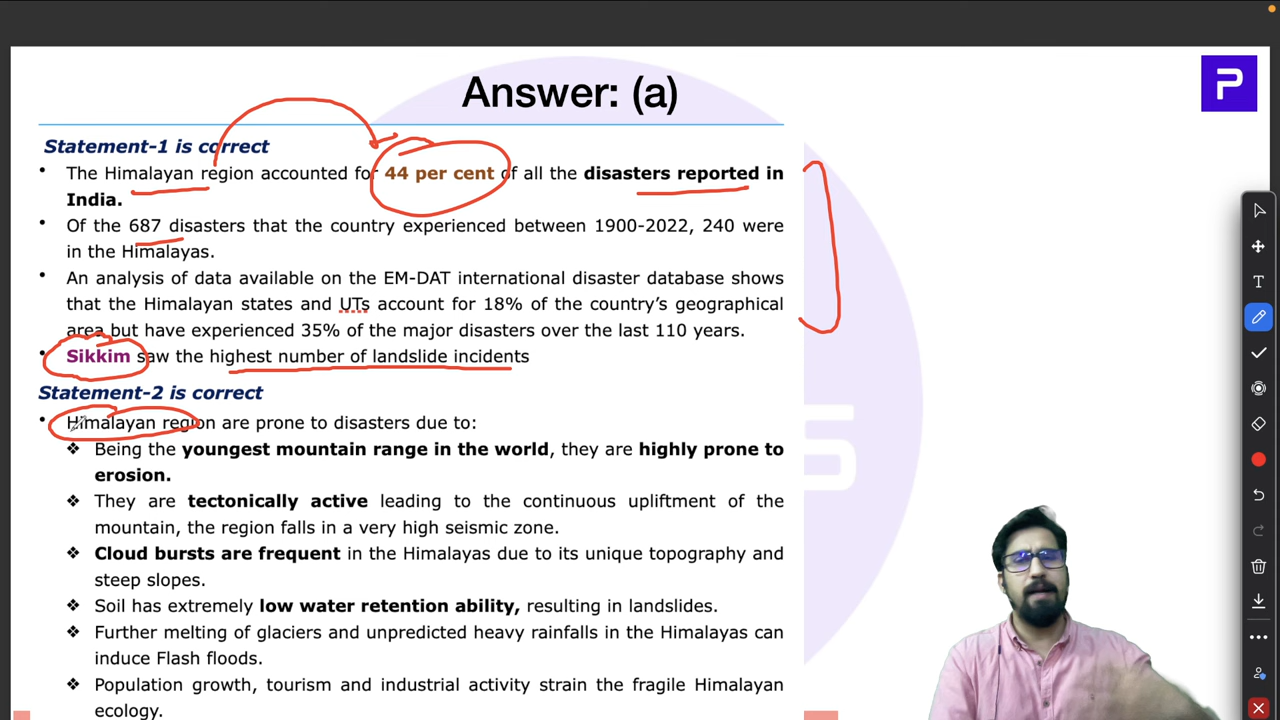 Answer: (a)
P
Statement-1 is correct
• The Himalayan region accounted for 44 per cent of all the disasters reported in
India.
• Of the 687 disasters that the country experienced between 1900-2022, 240 were
in the Himalayas.
• An analysis of data available on the EM-DAT international disaster database shows
that the Himalayan states and UTs account for 18% of the country's geographical
area but have experienced 35% of the major disasters over the last 110 years.
• Sikkim saw the highest number of landslide incidents
Statement-2 is correct
• Himalayan region are prone to disasters due to:
❖ Being the youngest mountain range in the world, they are highly prone to
erosion.
❖ They are tectonically active leading to the continuous upliftment of the
mountain, the region falls in a very high seismic zone.
❖ Cloud bursts are frequent in the Himalayas due to its unique topography and
steep slopes.
❖ Soil has extremely low water retention ability, resulting in landslides.
❖ Further melting of glaciers and unpredicted heavy rainfalls in the Himalayas can
induce Flash floods.
❖ Population growth, tourism and industrial activity strain the fragile Himalayan
ecology.
T